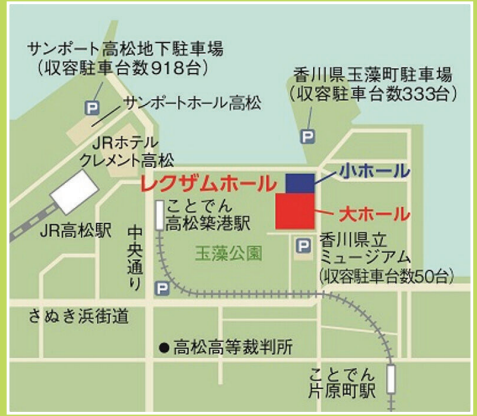 サンポート高松地下駐車場
(収容駐車台数918台)
P
サンポートホール高松
香川県玉藻町駐車場
(収容駐車台数333台)
P
JRホテル
クレメント高松
レクザムホール
小ホール
大ホール
JR高松駅
中央通り
ことでん
高松築港駅
玉藻公園
P
香川県立
ミュージアム
(収容駐車台数50台)
P
さぬき浜街道
●高松高等裁判所
ことでん
片原町駅